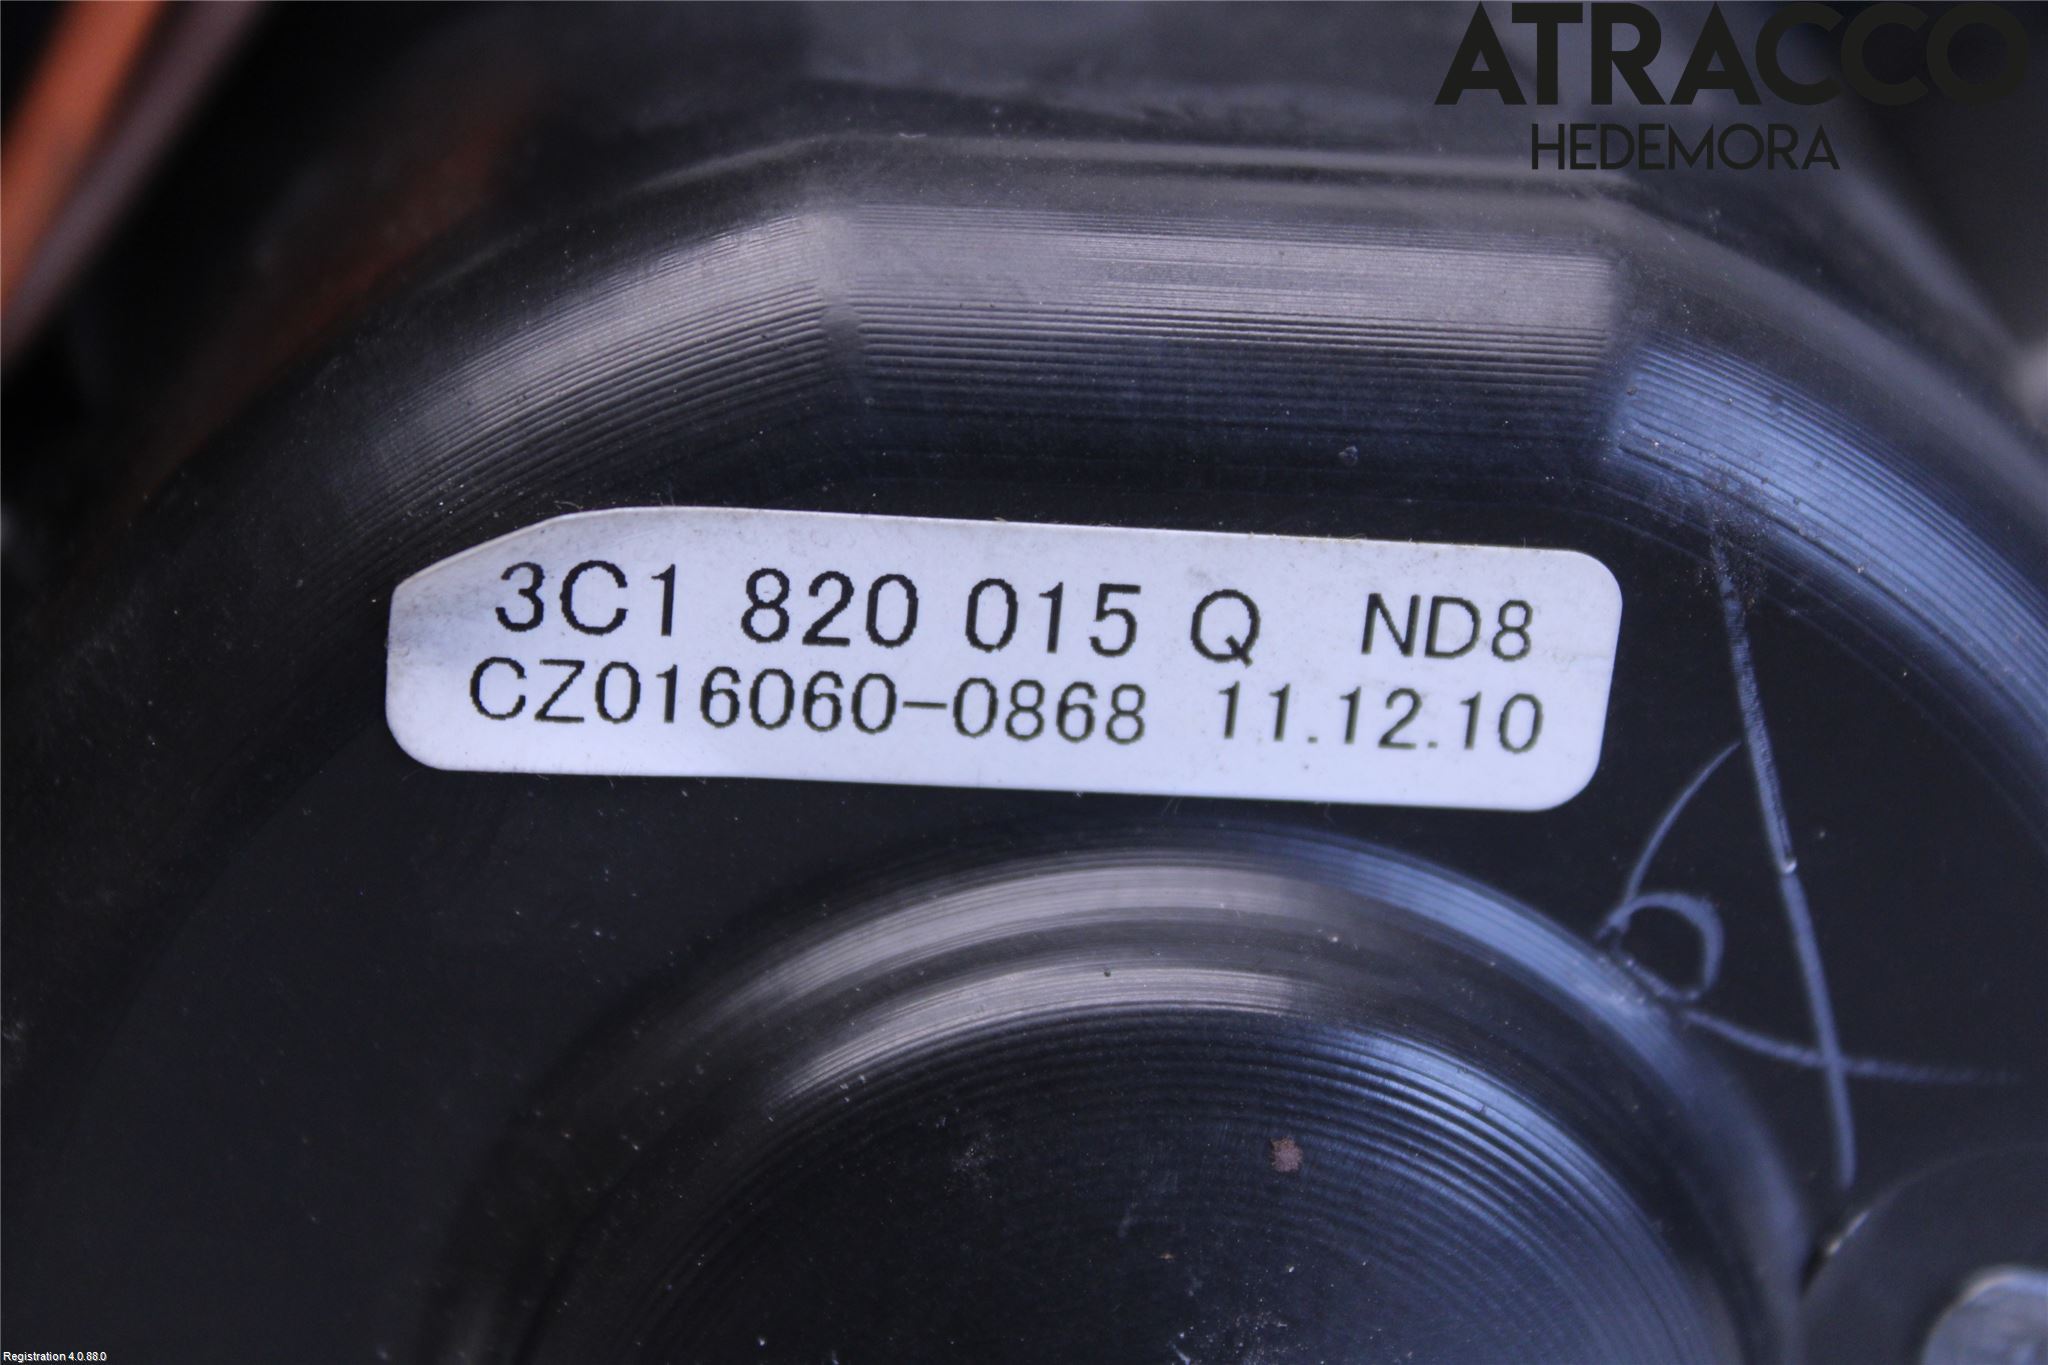 ATRACCO
HEDEMORA
3C1 820 015 Q ND8
CZ016060-0868 11.12.10
Registration 4.0.88.0